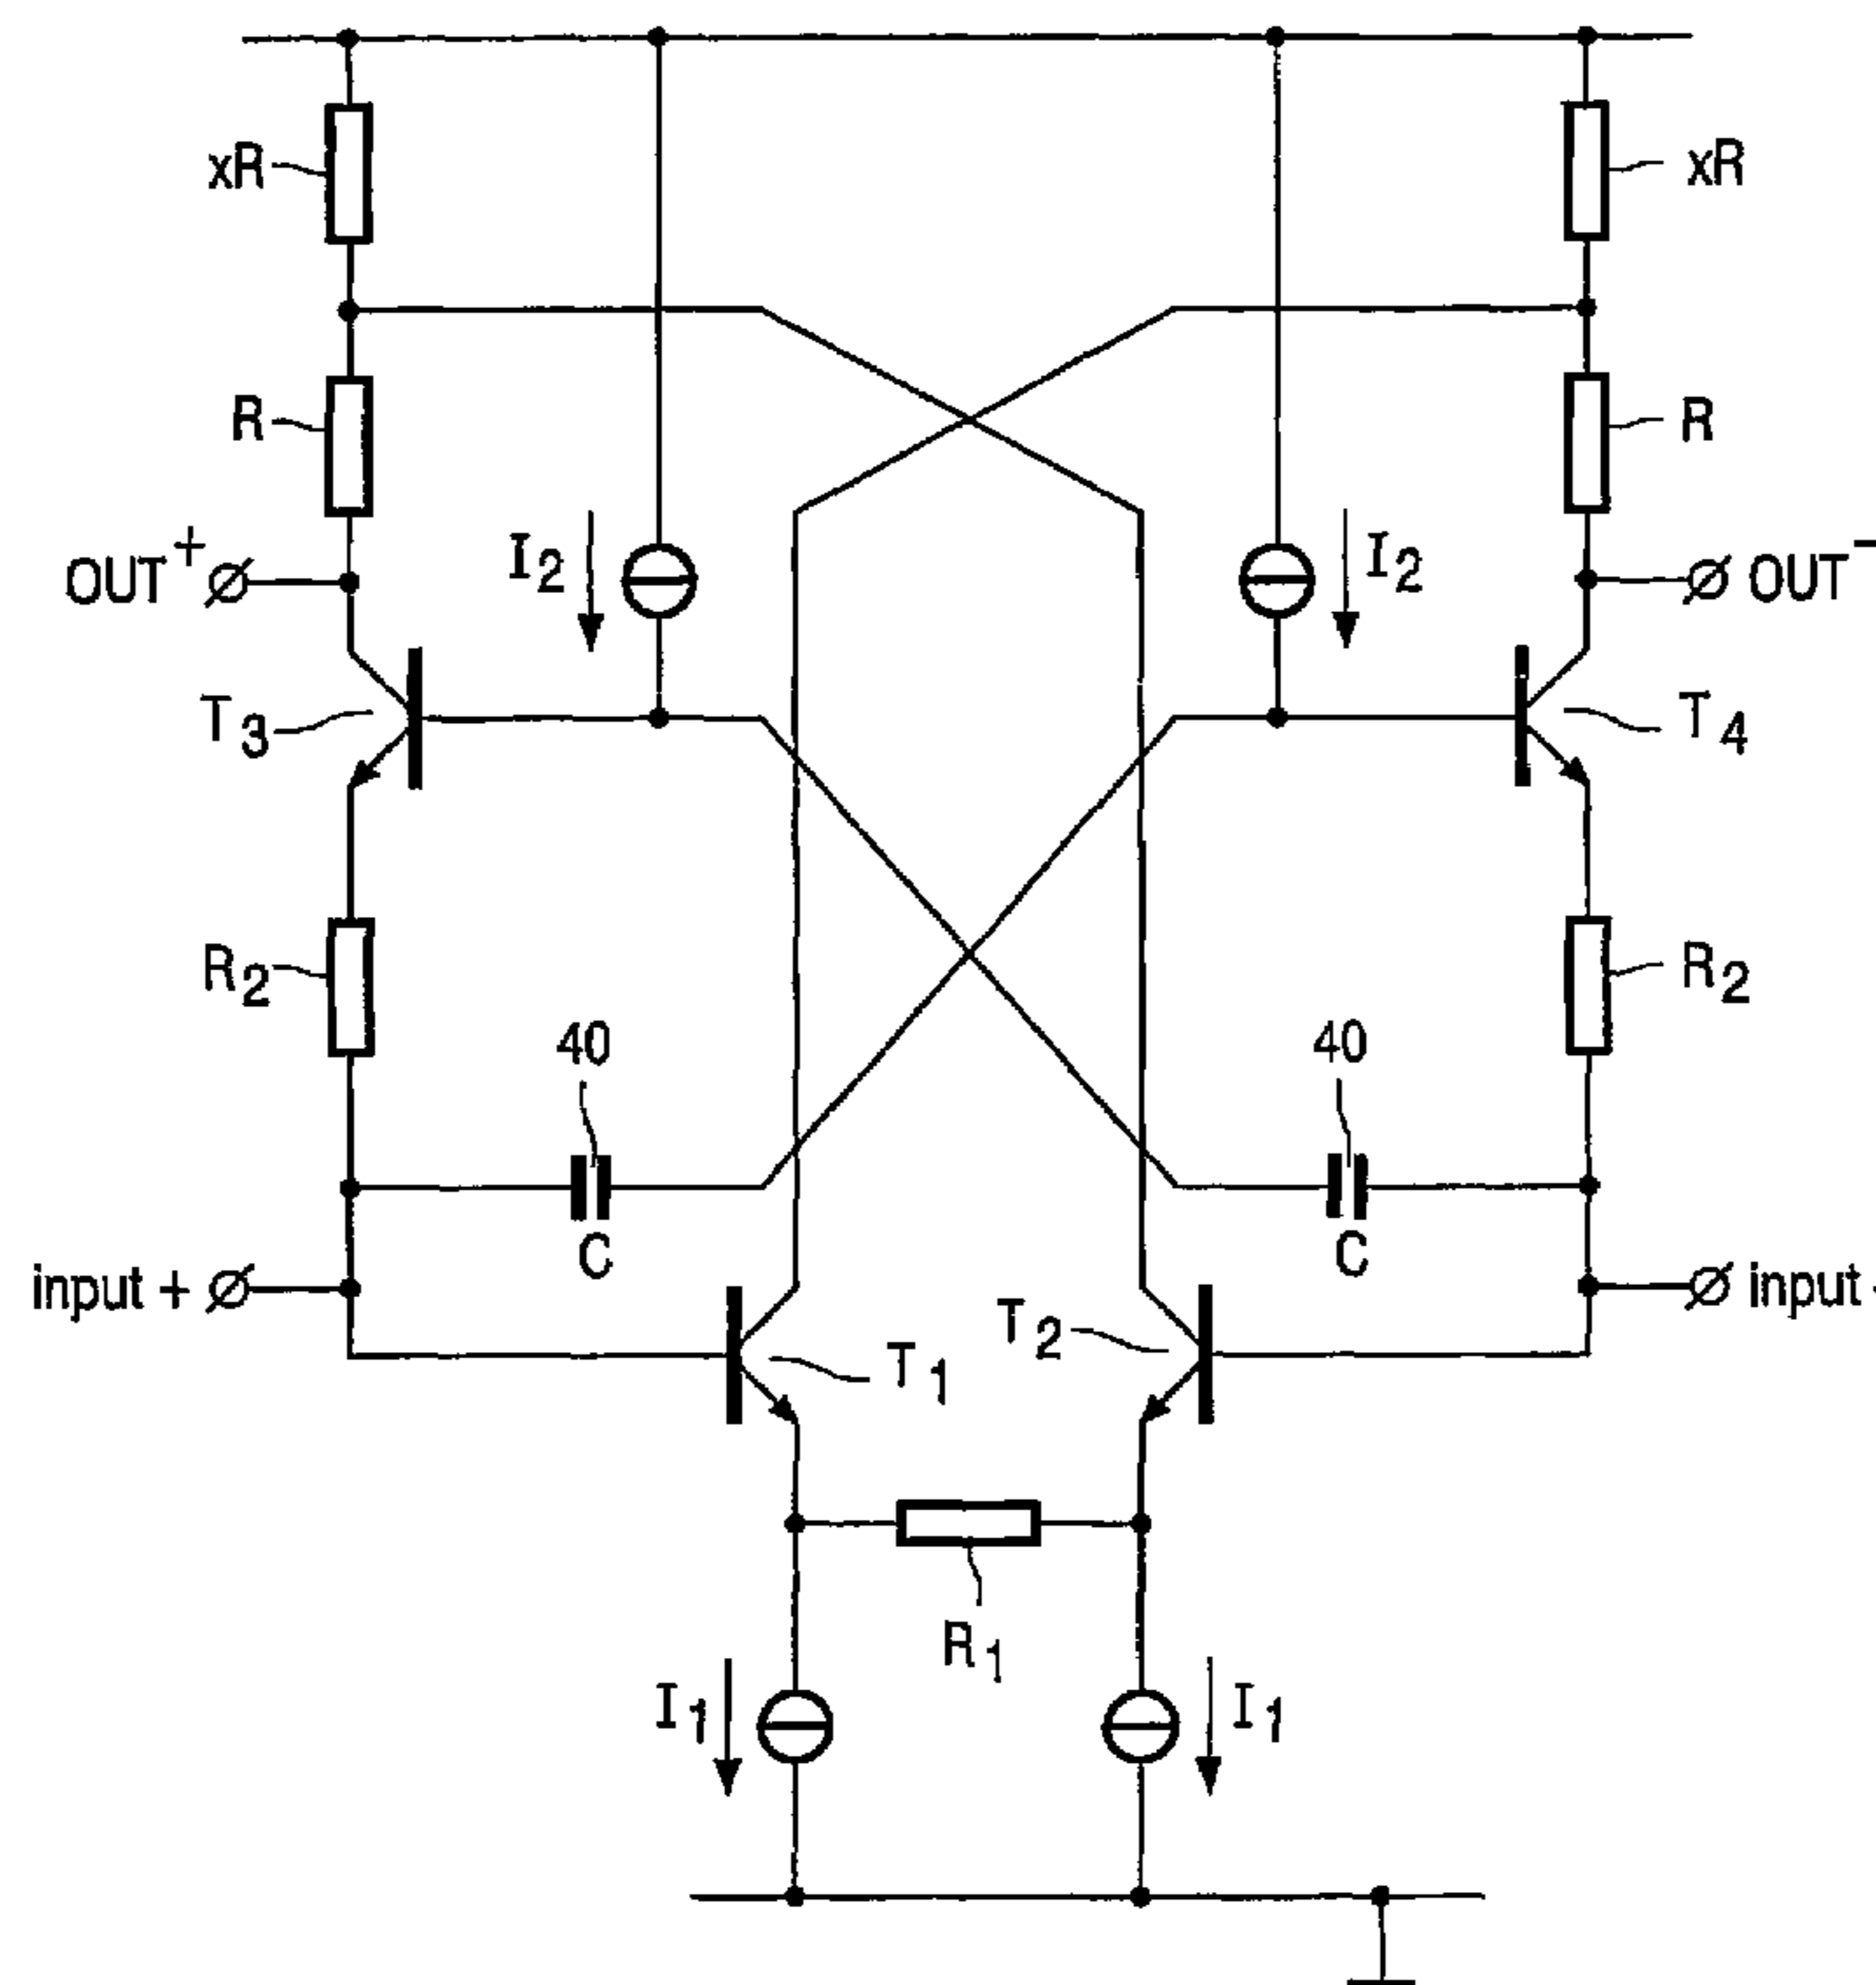 xR xR
R R
OUT+ I2 I2 OUT-
T3 T4
R2 R2
40 40
C C
input + input -
T1 T2
R1
I1 I1